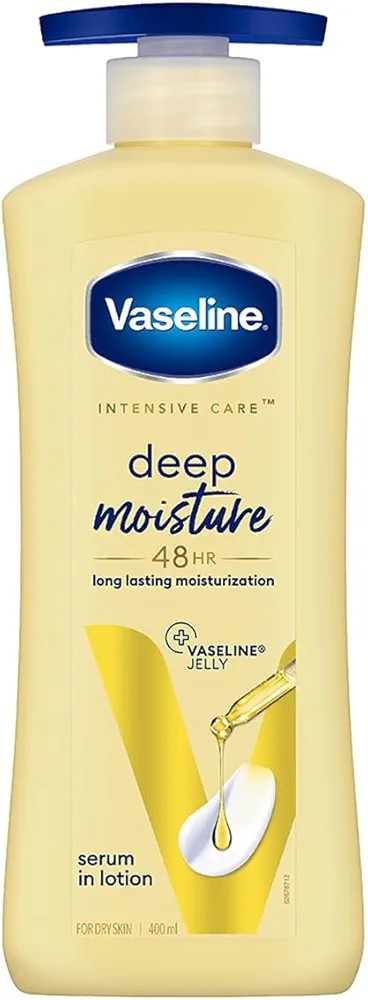 Vaseline®
INTENSIVE CARE™
deep
moisture
48 HR
long lasting moisturization
VASELINE®
JELLY
serum
in lotion
FOR DRY SKIN | 400 ml